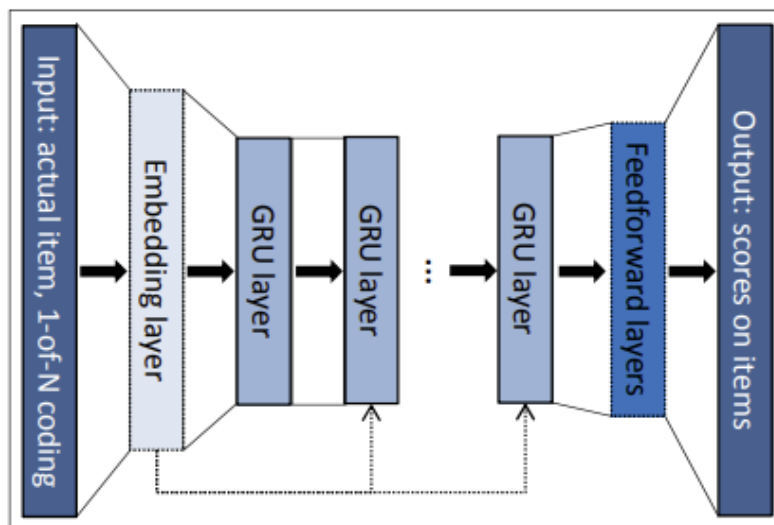 Input: actual item, 1-of-N coding
Embedding layer
GRU layer
GRU layer
...
GRU layer
Feedforward layers
Output: scores on items